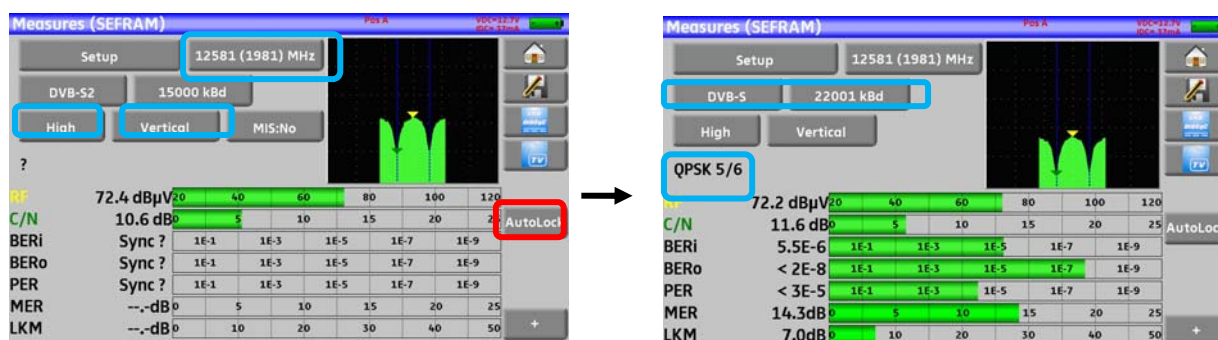 Measures (SEFRAM)
Pos A
VDC=12.7V
IDC= 37mA
Setup
12581 (1981) MHz
DVB-S2
15000 kBd
High
Vertical
MIS:No
?
TV
RF
72.4 dBµV
20 40 60 80 100 120
C/N
10.6 dB
0 5 10 15 20 25
AutoLock
BERi
Sync ?
1E-1 1E-3 1E-5 1E-7 1E-9
BERo
Sync ?
1E-1 1E-3 1E-5 1E-7 1E-9
PER
Sync ?
1E-1 1E-3 1E-5 1E-7 1E-9
MER
--.-dB
0 5 10 15 20 25
LKM
--.-dB
0 10 20 30 40 50
+
Measures (SEFRAM)
Pos A
VDC=12.7V
Setup
12581 (1981) MHz
DVB-S
22001 kBd
High
Vertical
QPSK 5/6
TV
72.2 dBµV
20 40 60 80 100 120
C/N
11.6 dB
0 5 10 15 20 25
AutoLoc
BERi
5.5E-6
1E-1 1E-3 1E-5 1E-7 1E-9
BERo
< 2E-8
1E-1 1E-3 1E-5 1E-7 1E-9
PER
< 3E-5
1E-1 1E-3 1E-5 1E-7 1E-9
MER
14.3dB
0 5 10 15 20 25
LKM
7.0dB
0 10 20 30 40 50
+